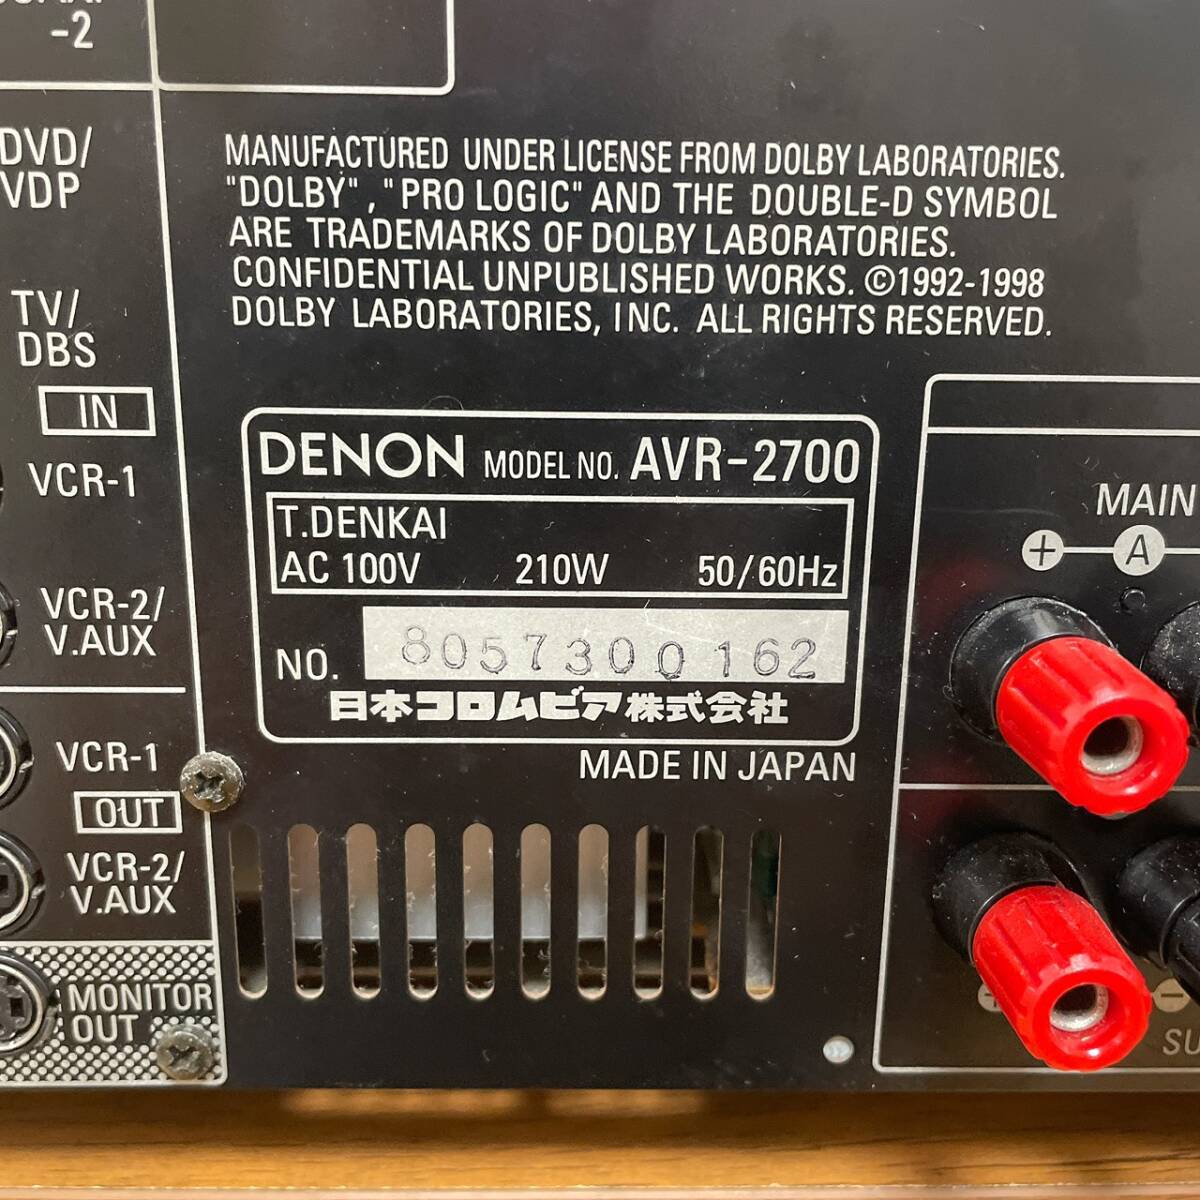 -2
DVD/
VDP
TV/
DBS
IN
VCR-1
VCR-2/
V.AUX
VCR-1
OUT
VCR-2/
V.AUX
MONITOR
OUT
MANUFACTURED UNDER LICENSE FROM DOLBY LABORATORIES.
"DOLBY", "PRO LOGIC" AND THE DOUBLE-D SYMBOL
ARE TRADEMARKS OF DOLBY LABORATORIES.
CONFIDENTIAL UNPUBLISHED WORKS. ©1992-1998
DOLBY LABORATORIES, INC. ALL RIGHTS RESERVED.
DENON MODEL NO. AVR-2700
T.DENKAI
AC 100V 210W 50/60Hz
NO. 8057300162
日本コロムビア株式会社
MADE IN JAPAN
MAIN
+ A
+ -